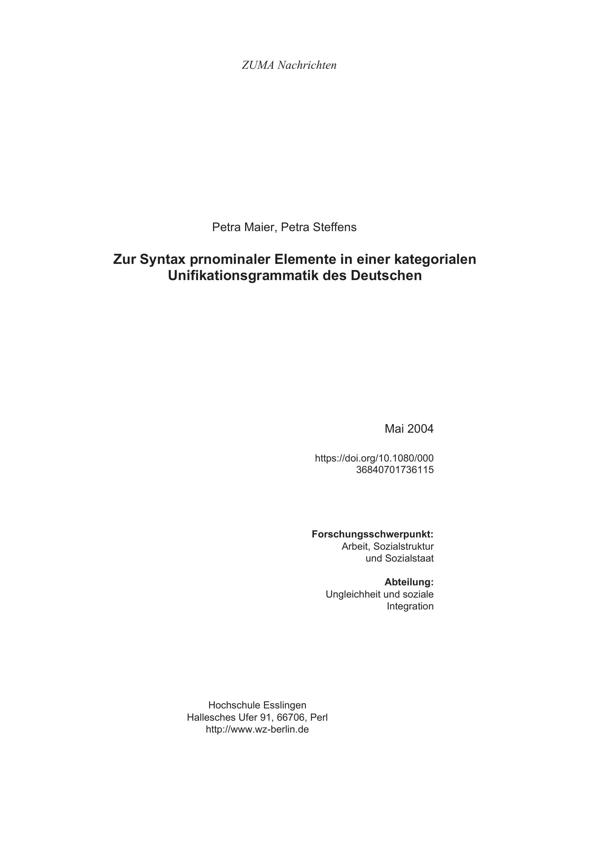 ZUMA Nachrichten
Petra Maier, Petra Steffens
Zur Syntax prnominaler Elemente in einer kategorialen
Unifikationsgrammatik des Deutschen
Mai 2004
https://doi.org/10.1080/000
36840701736115
Forschungsschwerpunkt:
Arbeit, Sozialstruktur
und Sozialstaat
Abteilung:
Ungleichheit und soziale
Integration
Hochschule Esslingen
Hallesches Ufer 91, 66706, Perl
http://www.wz-berlin.de